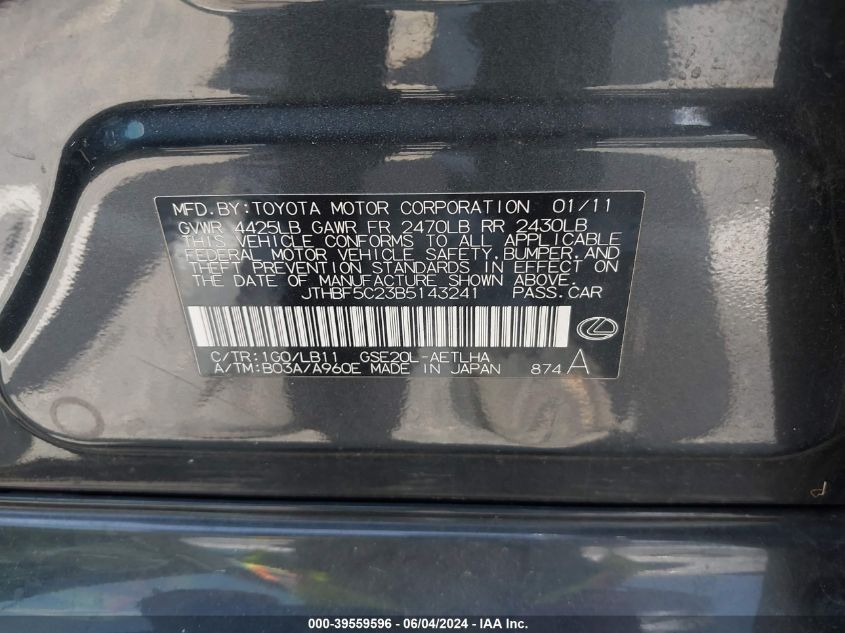 MFD. BY: TOYOTA MOTOR CORPORATION 01/11
GVWR 4425LB GAWR FR 2470LB RR 2430LB
THIS VEHICLE CONFORMS TO ALL APPLICABLE
FEDERAL MOTOR VEHICLE SAFETY, BUMPER, AND
THEFT PREVENTION STANDARDS IN EFFECT ON
THE DATE OF MANUFACTURE SHOWN ABOVE.
JTHBF5C23B5143241 PASS. CAR
C/TR: 1G0/LB11 GSE20L-AETLHA
A/TM: B03A/A960E MADE IN JAPAN 874 A
000-39559596 - 06/04/2024 - IAA Inc.